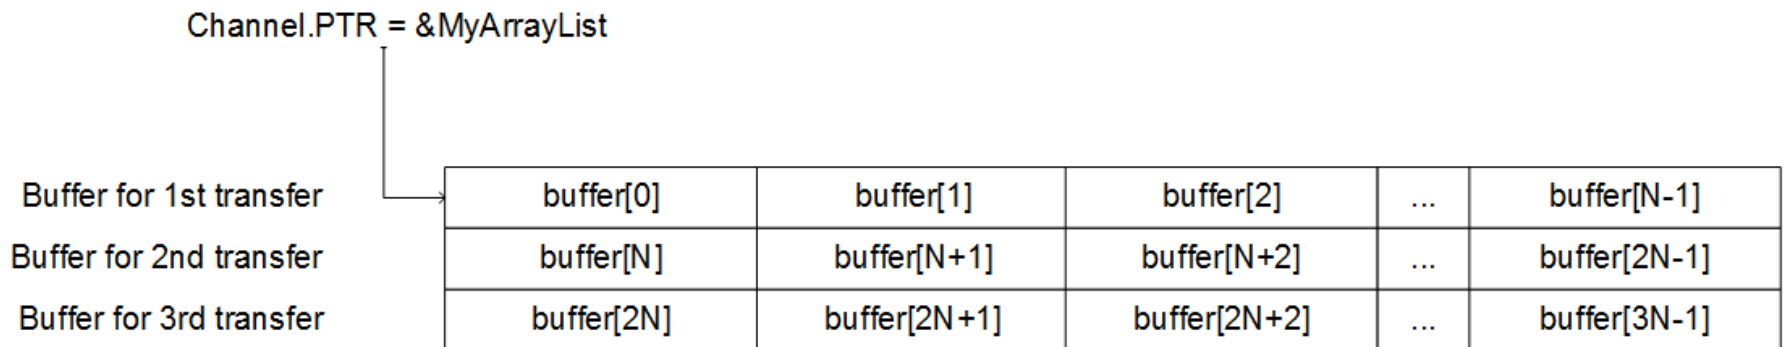 Channel.PTR = &MyArrayList
Buffer for 1st transfer buffer[0] buffer[1] buffer[2] ... buffer[N-1]
Buffer for 2nd transfer buffer[N] buffer[N+1] buffer[N+2] ... buffer[2N-1]
Buffer for 3rd transfer buffer[2N] buffer[2N+1] buffer[2N+2] ... buffer[3N-1]